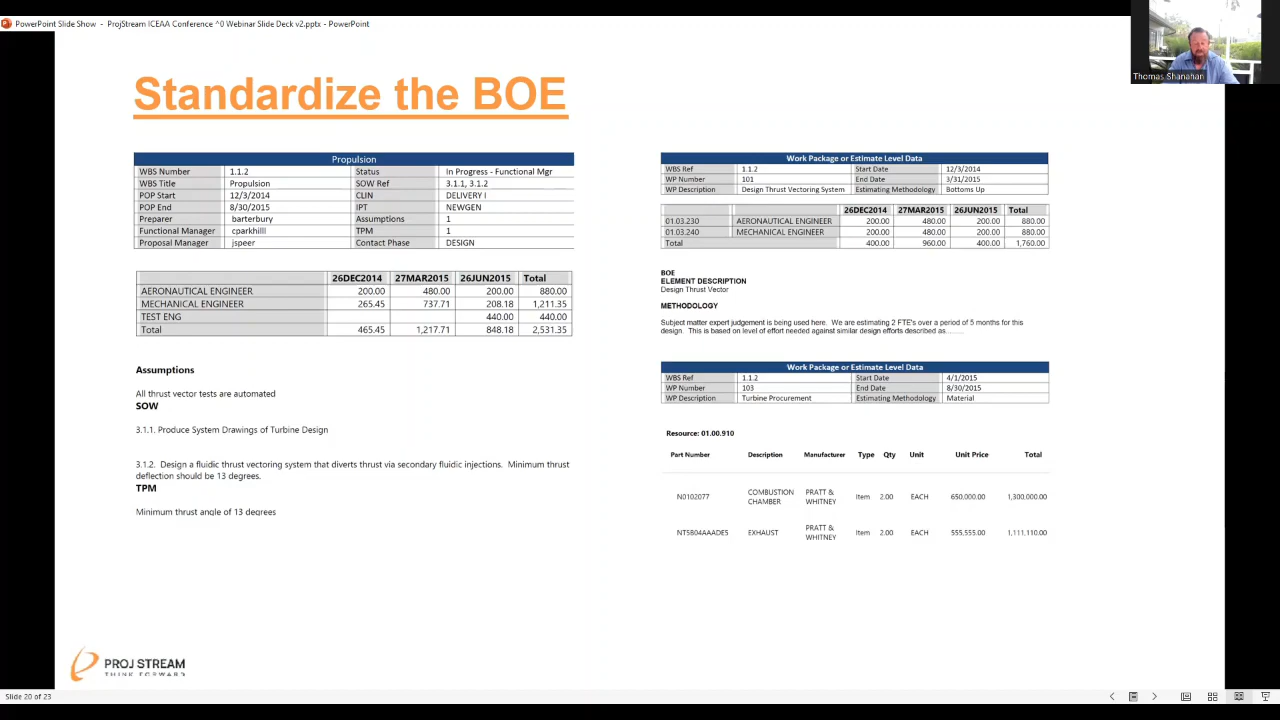 PowerPoint Slide Show - ProjStream ICEAA Conference ^0 Webinar Slide Deck v2.pptx - PowerPoint
Thomas Shanahan
Standardize the BOE
Propulsion
WBS Number 1.1.2 Status In Progress - Functional Mgr
WBS Title Propulsion SOW Ref 3.1.1, 3.1.2
POP Start 12/3/2014 CLIN DELIVERY I
POP End 8/30/2015 IPT NEWGEN
Preparer barterbury Assumptions 1
Functional Manager cparkhilll TPM 1
Proposal Manager jspeer Contact Phase DESIGN
26DEC2014 27MAR2015 26JUN2015 Total
AERONAUTICAL ENGINEER 200.00 480.00 200.00 880.00
MECHANICAL ENGINEER 265.45 737.71 208.18 1,211.35
TEST ENG 440.00 440.00
Total 465.45 1,217.71 848.18 2,531.35
Assumptions
All thrust vector tests are automated
SOW
3.1.1. Produce System Drawings of Turbine Design
3.1.2. Design a fluidic thrust vectoring system that diverts thrust via secondary fluidic injections. Minimum thrust
deflection should be 13 degrees.
TPM
Minimum thrust angle of 13 degrees
Work Package or Estimate Level Data
WBS Ref 1.1.2 Start Date 12/3/2014
WP Number 101 End Date 3/31/2015
WP Description Design Thrust Vectoring System Estimating Methodology Bottoms Up
26DEC2014 27MAR2015 26JUN2015 Total
01.03.230 AERONAUTICAL ENGINEER 200.00 480.00 200.00 880.00
01.03.240 MECHANICAL ENGINEER 200.00 480.00 200.00 880.00
Total 400.00 960.00 400.00 1,760.00
BOE
ELEMENT DESCRIPTION
Design Thrust Vector
METHODOLOGY
Subject matter expert judgement is being used here. We are estimating 2 FTE's over a period of 5 months for this
design. This is based on level of effort needed against similar design efforts described as........
Work Package or Estimate Level Data
WBS Ref 1.1.2 Start Date 4/1/2015
WP Number 103 End Date 8/30/2015
WP Description Turbine Procurement Estimating Methodology Material
Resource: 01.00.910
Part Number Description Manufacturer Type Qty Unit Unit Price Total
N0102077 COMBUSTION CHAMBER PRATT & WHITNEY Item 2.00 EACH 650,000.00 1,300,000.00
NT5804AAADE5 EXHAUST PRATT & WHITNEY Item 2.00 EACH 555,555.00 1,111,110.00
PROJ STREAM
THINK FORWARD
Slide 20 of 23